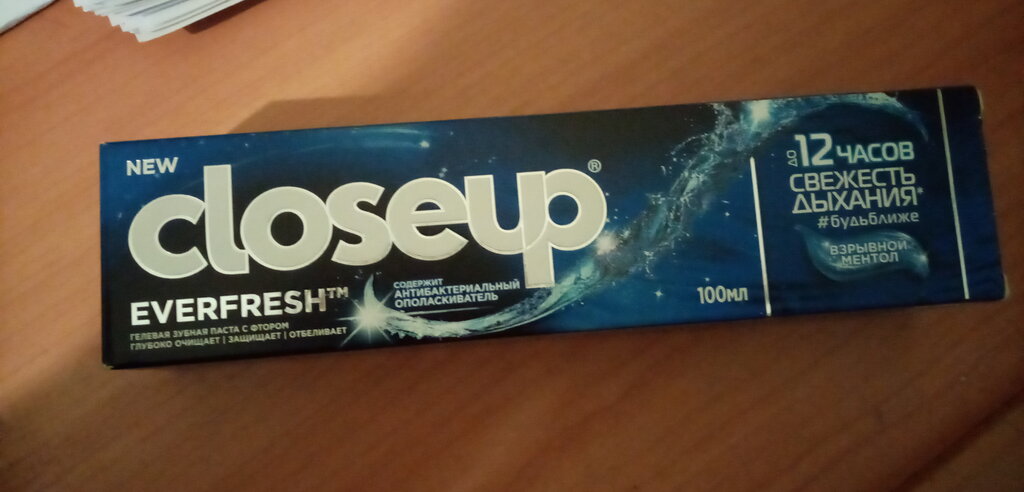 NEW
closeup®
EVERFRESH™
ГЕЛЕВАЯ ЗУБНАЯ ПАСТА С ФТОРОМ
ГЛУБОКО ОЧИЩАЕТ | ЗАЩИЩАЕТ | ОТБЕЛИВАЕТ
СОДЕРЖИТ
АНТИБАКТЕРИАЛЬНЫЙ
ОПОЛАСКИВАТЕЛЬ
100МЛ
ДО 12 ЧАСОВ
СВЕЖЕСТЬ
ДЫХАНИЯ*
#будьближе
ВЗРЫВНОЙ
МЕНТОЛ